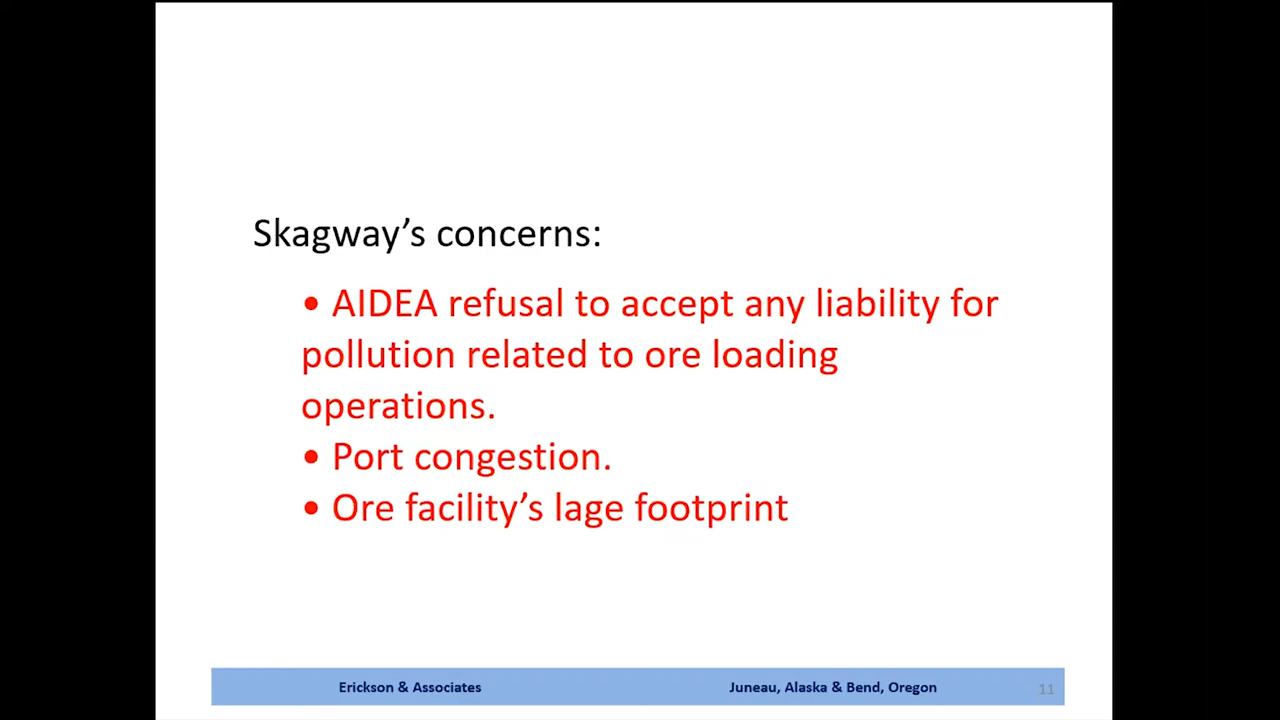 Skagway’s concerns:
• AIDEA refusal to accept any liability for
pollution related to ore loading
operations.
• Port congestion.
• Ore facility’s lage footprint
Erickson & Associates
Juneau, Alaska & Bend, Oregon
11